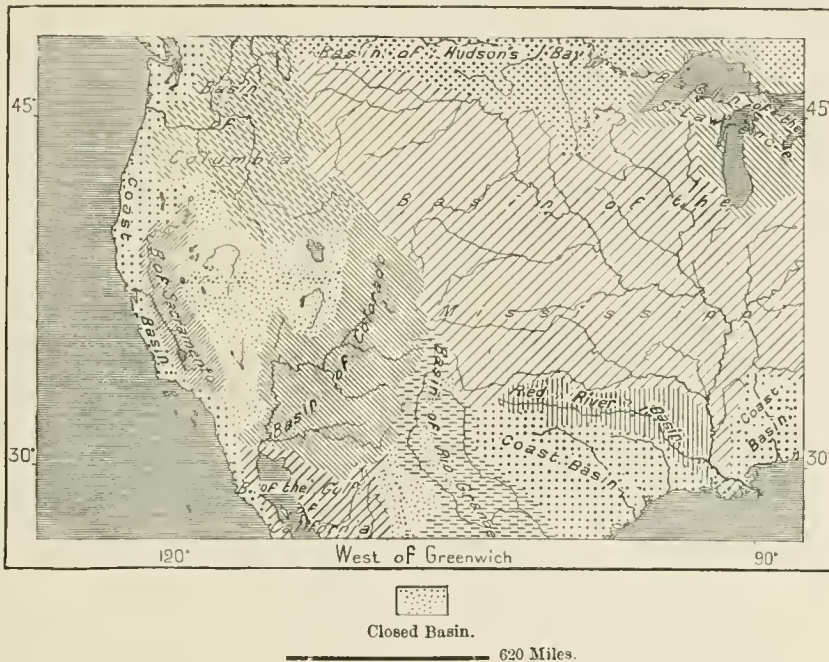 Basin of Hudson's Bay
Basin of the St. Lawrence
45°
45°
Basin of Columbia
Coast Basin
B. of Sacramento
Basin of the Mississippi
Basin of Colorado
Basin of Rio Grande
Red River Basin
Coast Basin
Coast Basin.
30°
30°
B. of the Gulf
of California
120°
West of Greenwich
90°
Closed Basin.
620 Miles.